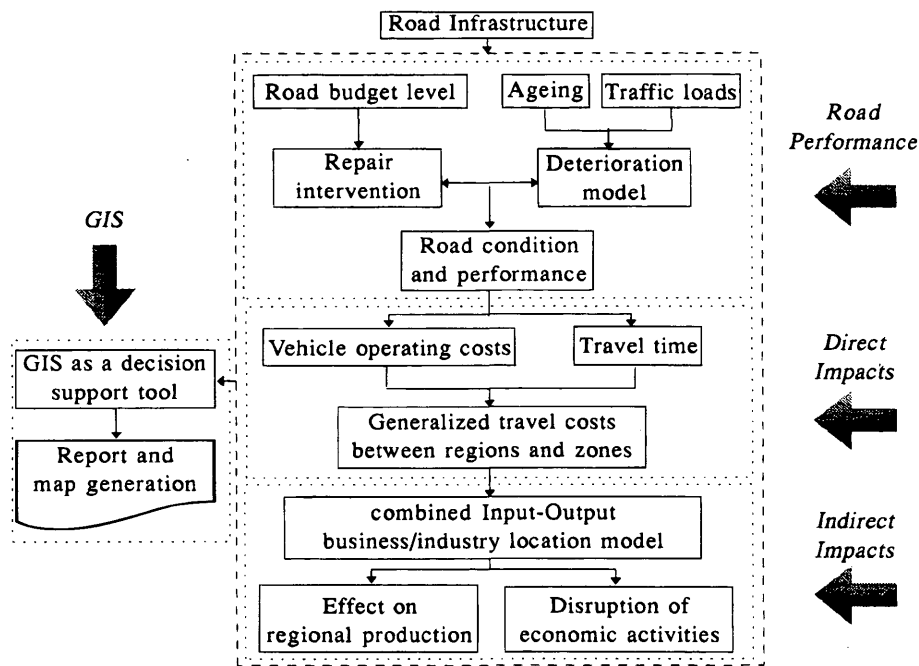 Road Infrastructure
Road budget level
Ageing
Traffic loads
Road
Performance
Repair
intervention
Deterioration
model
GIS
Road condition
and performance
Vehicle operating costs
Travel time
Direct
Impacts
GIS as a decision
support tool
Generalized travel costs
between regions and zones
Report and
map generation
combined Input-Output
business/industry location model
Indirect
Impacts
Effect on
regional production
Disruption of
economic activities